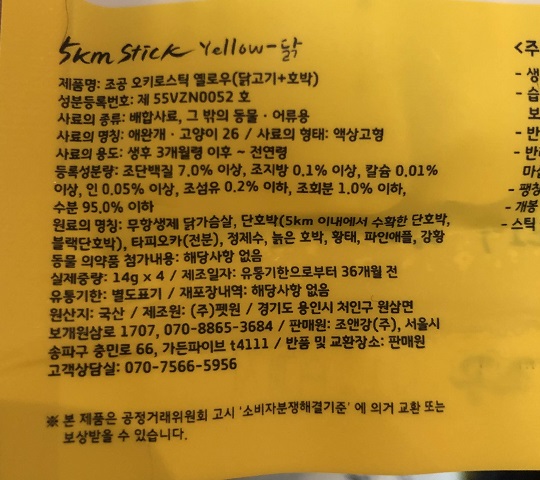 5km Stick Yellow-닭
제품명: 조공 오키로스틱 옐로우(닭고기+호박)
성분등록번호: 제 55VZN0052 호
사료의 종류: 배합사료, 그 밖의 동물·어류용
사료의 명칭: 애완개·고양이 26 / 사료의 형태: 액상고형
사료의 용도: 생후 3개월령 이후 ~ 전연령
등록성분량: 조단백질 7.0% 이상, 조지방 0.1% 이상, 칼슘 0.01%
이상, 인 0.05% 이상, 조섬유 0.2% 이하, 조회분 1.0% 이하,
수분 95.0% 이하
원료의 명칭: 무항생제 닭가슴살, 단호박(5km 이내에서 수확한 단호박,
블랙단호박), 타피오카(전분), 정제수, 늙은 호박, 황태, 파인애플, 강황
동물 의약품 첨가내용: 해당사항 없음
실제중량: 14g x 4 / 제조일자: 유통기한으로부터 36개월 전
유통기한: 별도표기 / 재포장내역: 해당사항 없음
원산지: 국산 / 제조원: (주)펫원 / 경기도 용인시 처인구 원삼면
보개원삼로 1707, 070-8865-3684 / 판매원: 조앤강(주), 서울시
송파구 충민로 66, 가든파이브 t4111 / 반품 및 교환장소: 판매원
고객상담실: 070-7566-5956
※ 본 제품은 공정거래위원회 고시 '소비자분쟁해결기준' 에 의거 교환 또는
보상받을 수 있습니다.
<주
- 생
- 습
보
- 반
- 반
- 팽창
- 개봉
- 스틱